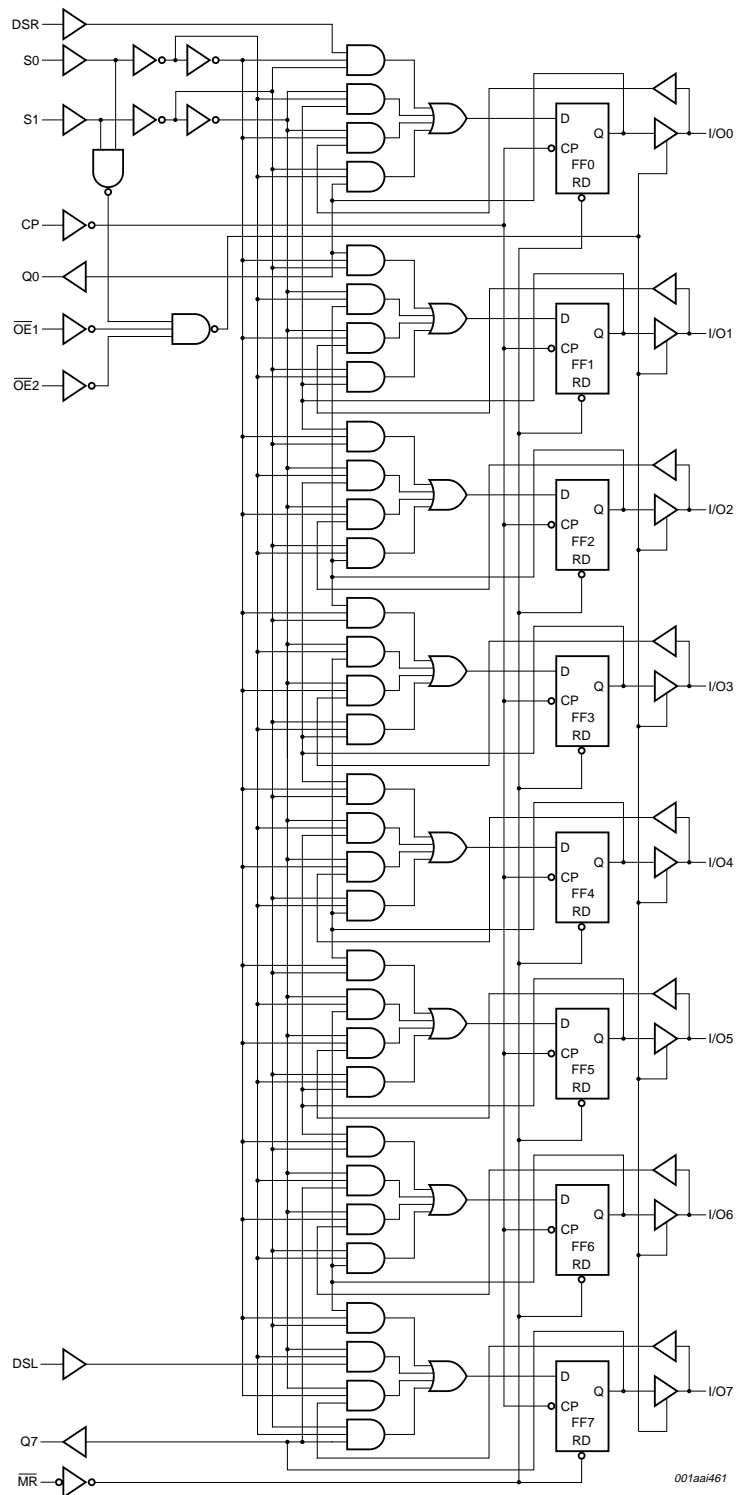 DSR
S0
S1
CP
Q0
OE1
OE2
DSL
Q7
MR
D
Q
CP
FF0
RD
I/O0
D
Q
CP
FF1
RD
I/O1
D
Q
CP
FF2
RD
I/O2
D
Q
CP
FF3
RD
I/O3
D
Q
CP
FF4
RD
I/O4
D
Q
CP
FF5
RD
I/O5
D
Q
CP
FF6
RD
I/O6
D
Q
CP
FF7
RD
I/O7
001aai461